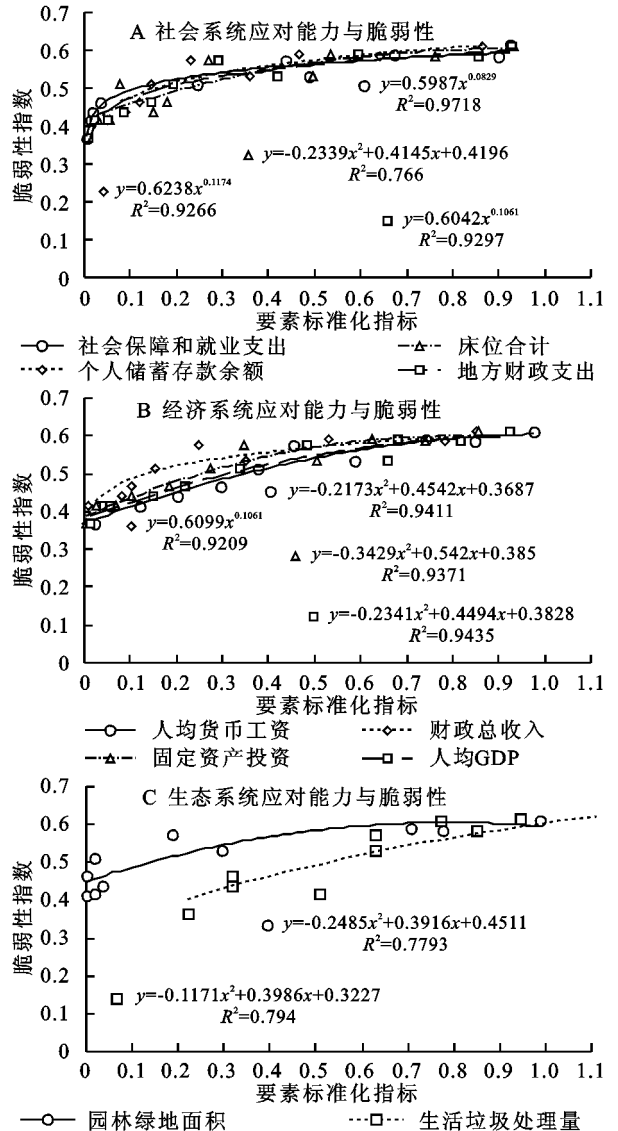 A 社会系统应对能力与脆弱性
脆弱性指数
0.7
0.6
0.5
0.4
0.3
0.2
0.1
0
y=0.5987x^0.0829
R²=0.9718
y=-0.2339x²+0.4145x+0.4196
R²=0.766
y=0.6238x^0.1174
R²=0.9266
y=0.6042x^0.1061
R²=0.9297
0 0.1 0.2 0.3 0.4 0.5 0.6 0.7 0.8 0.9 1.0 1.1
要素标准化指标
社会保障和就业支出 床位合计
个人储蓄存款余额 地方财政支出
B 经济系统应对能力与脆弱性
脆弱性指数
0.7
0.6
0.5
0.4
0.3
0.2
0.1
0
y=-0.2173x²+0.4542x+0.3687
R²=0.9411
y=0.6099x^0.1061
R²=0.9209
y=-0.3429x²+0.542x+0.385
R²=0.9371
y=-0.2341x²+0.4494x+0.3828
R²=0.9435
0 0.1 0.2 0.3 0.4 0.5 0.6 0.7 0.8 0.9 1.0 1.1
要素标准化指标
人均货币工资 财政总收入
固定资产投资 人均GDP
C 生态系统应对能力与脆弱性
脆弱性指数
0.7
0.6
0.5
0.4
0.3
0.2
0.1
0
y=-0.2485x²+0.3916x+0.4511
R²=0.7793
y=-0.1171x²+0.3986x+0.3227
R²=0.794
0 0.1 0.2 0.3 0.4 0.5 0.6 0.7 0.8 0.9 1.0 1.1
要素标准化指标
园林绿地面积 生活垃圾处理量